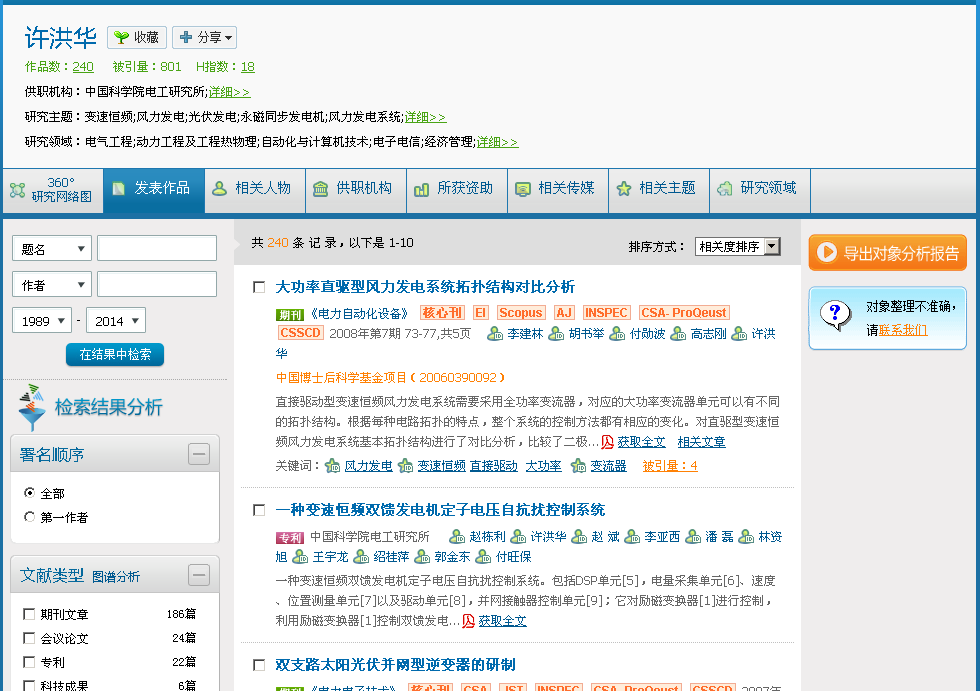 许洪华 收藏 分享
作品数：240 被引量：801 H指数：18
供职机构：中国科学院电工研究所;详细>>
研究主题：变速恒频;风力发电;光伏发电;永磁同步发电机;风力发电系统;详细>>
研究领域：电气工程;动力工程及工程热物理;自动化与计算机技术;电子电信;经济管理;详细>>
360°
研究网络图
发表作品 相关人物 供职机构 所获资助 相关传媒 相关主题 研究领域
题名
作者
1989 - 2014
在结果中检索
检索结果分析
署名顺序
全部
第一作者
文献类型 图谱分析
期刊文章 186篇
会议论文 24篇
专利 22篇
科技成果 6篇
共 240 条 记 录，以下是 1-10
排序方式： 相关度排序
大功率直驱型风力发电系统拓扑结构对比分析
期刊 《电力自动化设备》 核心刊 EI Scopus AJ INSPEC CSA- ProQeust
CSSCD 2008年第7期 73-77,共5页 李建林 胡书举 付勋波 高志刚 许洪
华
中国博士后科学基金项目（20060390092）
直接驱动型变速恒频风力发电系统需要采用全功率变流器，对应的大功率变流器单元可以有不同
的拓扑结构。根据每种电路拓扑的特点，整个系统的控制方法都有相应的变化。对直驱型变速恒
频风力发电系统基本拓扑结构进行了对比分析，比较了二极... 获取全文 相关文章
关键词： 风力发电 变速恒频 直接驱动 大功率 变流器 被引量：4
一种变速恒频双馈发电机定子电压自抗扰控制系统
专利 中国科学院电工研究所 赵栋利 许洪华 赵 斌 李亚西 潘 磊 林资
旭 王宇龙 绍桂萍 郭金东 付旺保
一种变速恒频双馈发电机定子电压自抗扰控制系统。包括DSP单元[5]，电量采集单元[6]、速度
、位置测量单元[7]以及驱动单元[8]，并网接触器控制单元[9]；它对励磁变换器[1]进行控制，
利用励磁变换器[1]控制双馈发电... 获取全文
双支路太阳光伏并网型逆变器的研制
期刊 《电力电子技术》 核心刊 CSA JST INSPEC CSA- ProQeust CSSCD 2007年
导出对象分析报告
对象整理不准确，
请联系我们